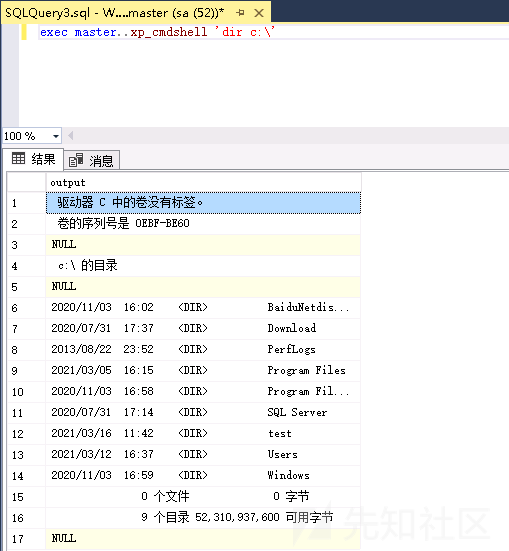 SQLQuery3.sql - W....master (sa (52))*
exec master..xp_cmdshell 'dir c:\'
100 %
结果 消息
output
1 驱动器 C 中的卷没有标签。
2 卷的序列号是 0EBF-BE60
3 NULL
4 c:\ 的目录
5 NULL
6 2020/11/03 16:02 <DIR> BaiduNetdis...
7 2020/07/31 17:37 <DIR> Download
8 2013/08/22 23:52 <DIR> PerfLogs
9 2021/03/05 16:15 <DIR> Program Files
10 2020/11/03 16:58 <DIR> Program Fil...
11 2020/07/31 17:14 <DIR> SQL Server
12 2021/03/16 11:42 <DIR> test
13 2021/03/12 16:37 <DIR> Users
14 2020/11/03 16:59 <DIR> Windows
15 0 个文件 0 字节
16 9 个目录 52,310,937,600 可用字节
17 NULL
先知社区